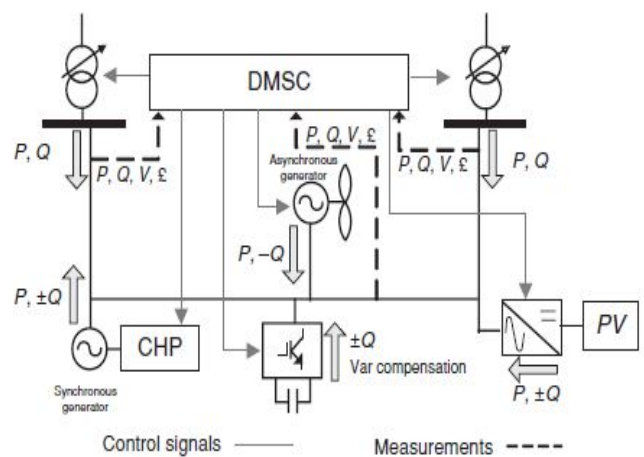 DMSC
P, Q
P, Q, V, £
P, Q, V, £
Asynchronous
generator
P, Q, V, £
P, Q
P, –Q
P, ±Q
CHP
Synchronous
generator
±Q
Var compensation
PV
P, ±Q
Control signals
Measurements